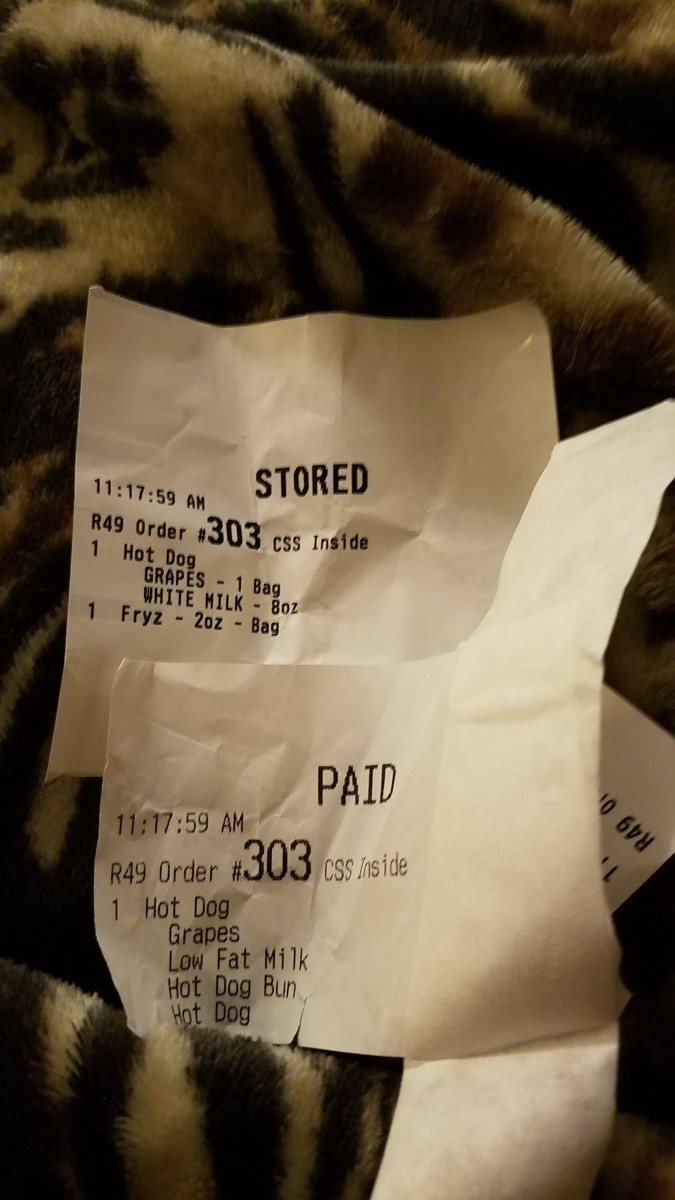 STORED
11:17:59 AM
R49 Order #303 CSS Inside
1 Hot Dog
GRAPES - 1 Bag
WHITE MILK - 8oz
1 Fryz - 2oz - Bag
PAID
11:17:59 AM
R49 Order #303 CSS Inside
1 Hot Dog
Grapes
Low Fat Milk
Hot Dog Bun
Hot Dog
R49